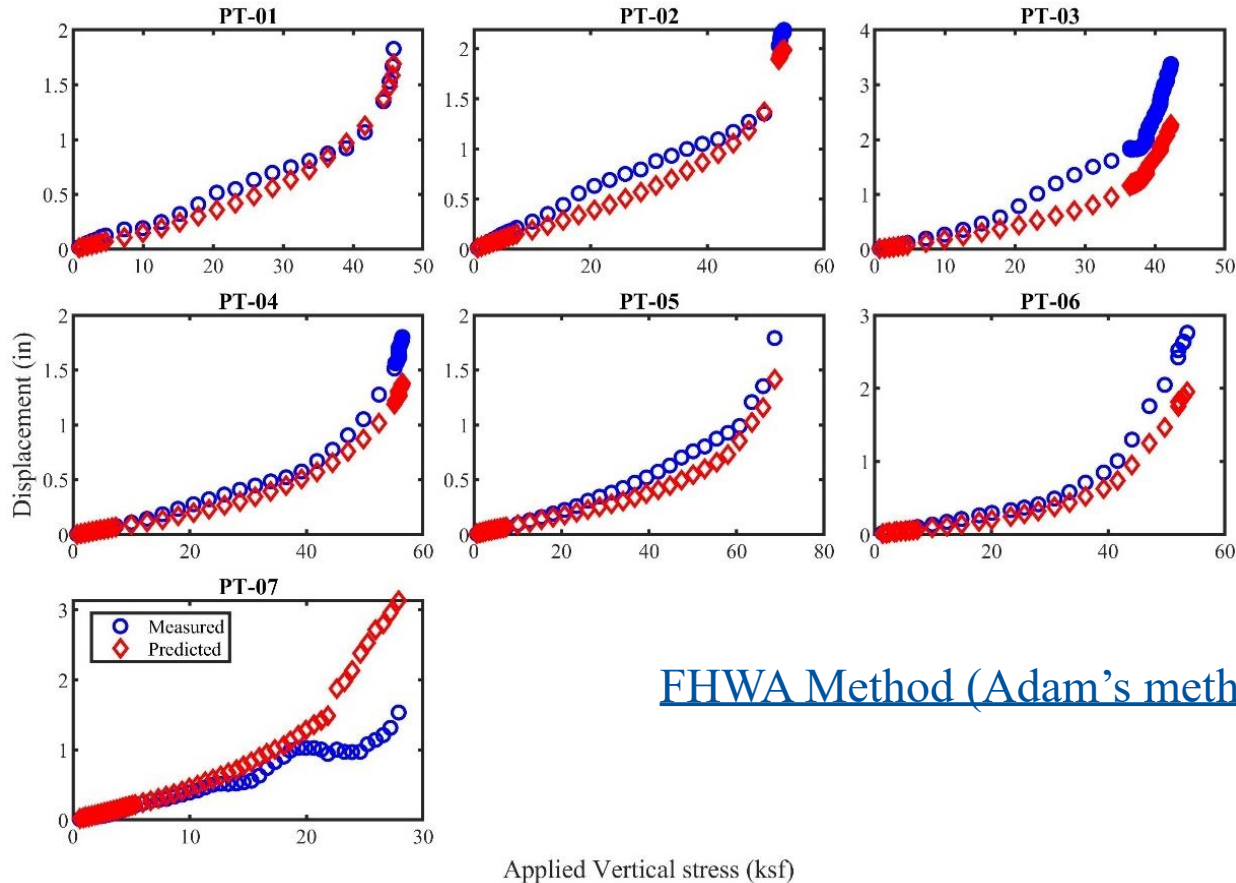 PT-01
PT-02
PT-03
2
1.5
1
0.5
0
0 10 20 30 40 50
2
1.5
1
0.5
0
0 20 40 60
4
3
2
1
0
0 10 20 30 40 50
Displacement (in)
PT-04
PT-05
PT-06
2
1.5
1
0.5
0
0 20 40 60
2
1.5
1
0.5
0
0 20 40 60 80
3
2
1
0
0 20 40 60
PT-07
Measured
Predicted
3
2
1
0
0 10 20 30
FHWA Method (Adam’s meth
Applied Vertical stress (ksf)